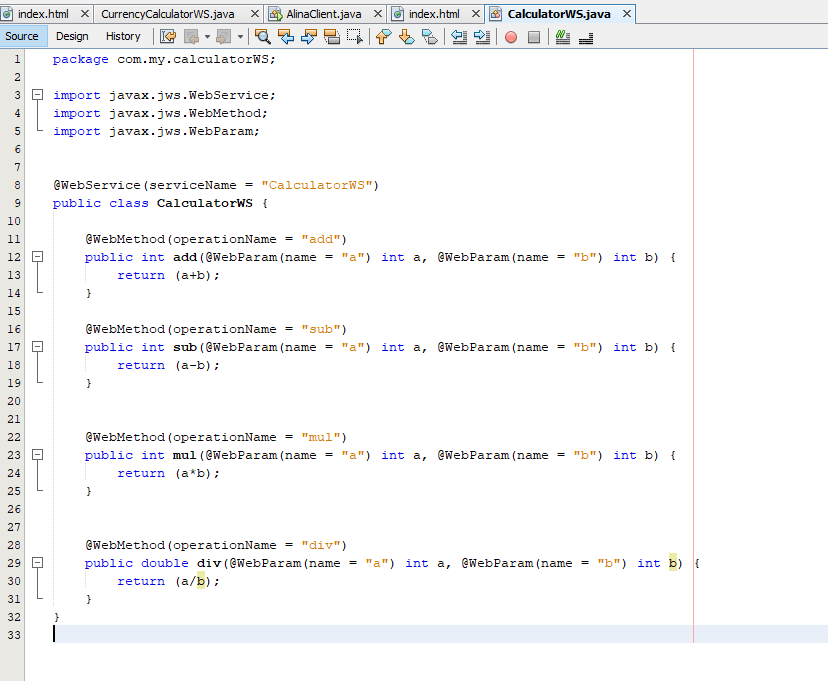 index.html CurrencyCalculatorWS.java AlinaClient.java index.html CalculatorWS.java
Source Design History
1 package com.my.calculatorWS;
2
3 import javax.jws.WebService;
4 import javax.jws.WebMethod;
5 import javax.jws.WebParam;
6
7
8 @WebService(serviceName = "CalculatorWS")
9 public class CalculatorWS {
10
11 @WebMethod(operationName = "add")
12 public int add(@WebParam(name = "a") int a, @WebParam(name = "b") int b) {
13 return (a+b);
14 }
15
16 @WebMethod(operationName = "sub")
17 public int sub(@WebParam(name = "a") int a, @WebParam(name = "b") int b) {
18 return (a-b);
19 }
20
21
22 @WebMethod(operationName = "mul")
23 public int mul(@WebParam(name = "a") int a, @WebParam(name = "b") int b) {
24 return (a*b);
25 }
26
27
28 @WebMethod(operationName = "div")
29 public double div(@WebParam(name = "a") int a, @WebParam(name = "b") int b) {
30 return (a/b);
31 }
32 }
33